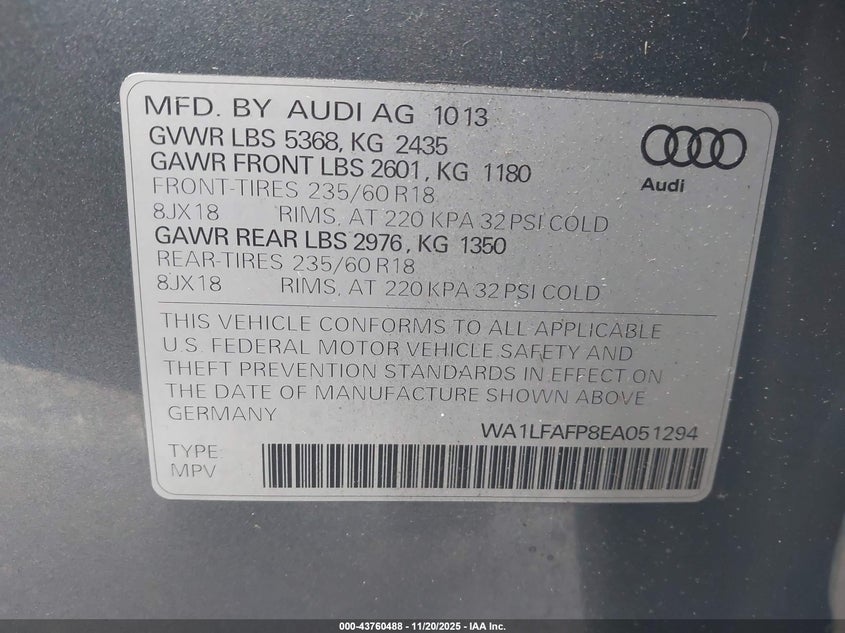 MFD. BY AUDI AG 10 13
GVWR LBS 5368, KG 2435
GAWR FRONT LBS 2601, KG 1180
FRONT-TIRES 235/60 R18
8JX18 RIMS, AT 220 KPA 32 PSI COLD
GAWR REAR LBS 2976, KG 1350
REAR-TIRES 235/60 R18
8JX18 RIMS, AT 220 KPA 32 PSI COLD
Audi
THIS VEHICLE CONFORMS TO ALL APPLICABLE
U.S. FEDERAL MOTOR VEHICLE SAFETY AND
THEFT PREVENTION STANDARDS IN EFFECT ON
THE DATE OF MANUFACTURE SHOWN ABOVE
GERMANY
WA1LFAFP8EA051294
TYPE:
MPV
000-43760488 - 11/20/2025 - IAA Inc.